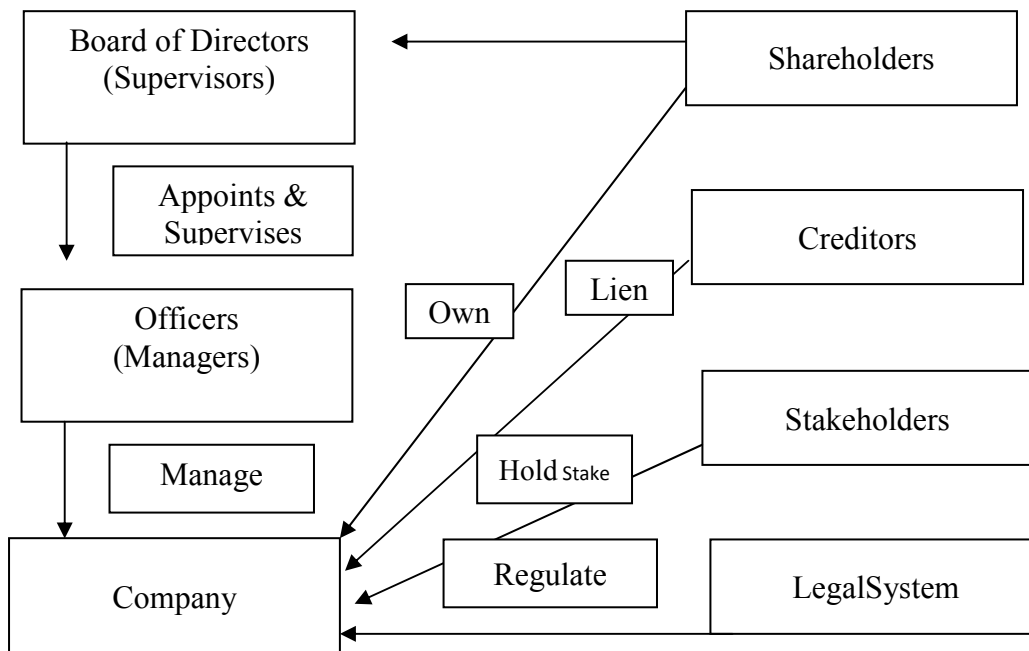 Board of Directors
(Supervisors)
Shareholders
Appoints &
Supervises
Creditors
Lien
Own
Officers
(Managers)
Stakeholders
Hold Stake
Manage
Regulate
LegalSystem
Company